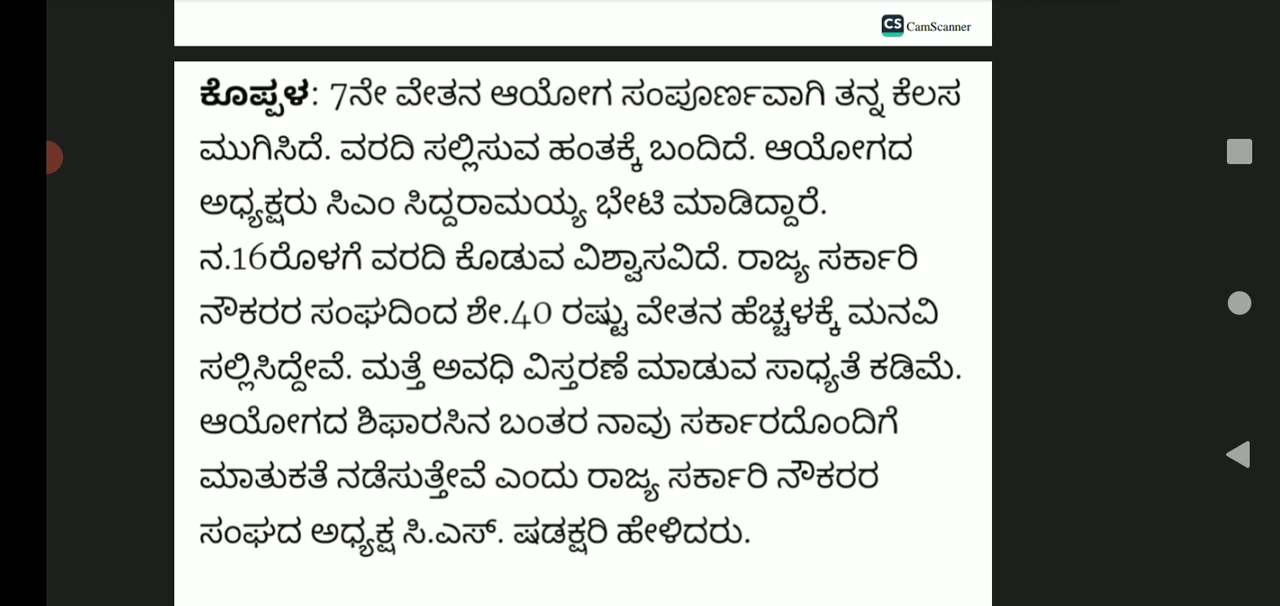 CS CamScanner
ಕೊಪ್ಪಳ: 7ನೇ ವೇತನ ಆಯೋಗ ಸಂಪೂರ್ಣವಾಗಿ ತನ್ನ ಕೆಲಸ
ಮುಗಿಸಿದೆ. ವರದಿ ಸಲ್ಲಿಸುವ ಹಂತಕ್ಕೆ ಬಂದಿದೆ. ಆಯೋಗದ
ಅಧ್ಯಕ್ಷರು ಸಿಎಂ ಸಿದ್ದರಾಮಯ್ಯ ಭೇಟಿ ಮಾಡಿದ್ದಾರೆ.
ನ.16ರೊಳಗೆ ವರದಿ ಕೊಡುವ ವಿಶ್ವಾಸವಿದೆ. ರಾಜ್ಯ ಸರ್ಕಾರಿ
ನೌಕರರ ಸಂಘದಿಂದ ಶೇ.40 ರಷ್ಟು ವೇತನ ಹೆಚ್ಚಳಕ್ಕೆ ಮನವಿ
ಸಲ್ಲಿಸಿದ್ದೇವೆ. ಮತ್ತೆ ಅವಧಿ ವಿಸ್ತರಣೆ ಮಾಡುವ ಸಾಧ್ಯತೆ ಕಡಿಮೆ.
ಆಯೋಗದ ಶಿಫಾರಸಿನ ಬಂತರ ನಾವು ಸರ್ಕಾರದೊಂದಿಗೆ
ಮಾತುಕತೆ ನಡೆಸುತ್ತೇವೆ ಎಂದು ರಾಜ್ಯ ಸರ್ಕಾರಿ ನೌಕರರ
ಸಂಘದ ಅಧ್ಯಕ್ಷ ಸಿ.ಎಸ್. ಷಡಕ್ಷರಿ ಹೇಳಿದರು.